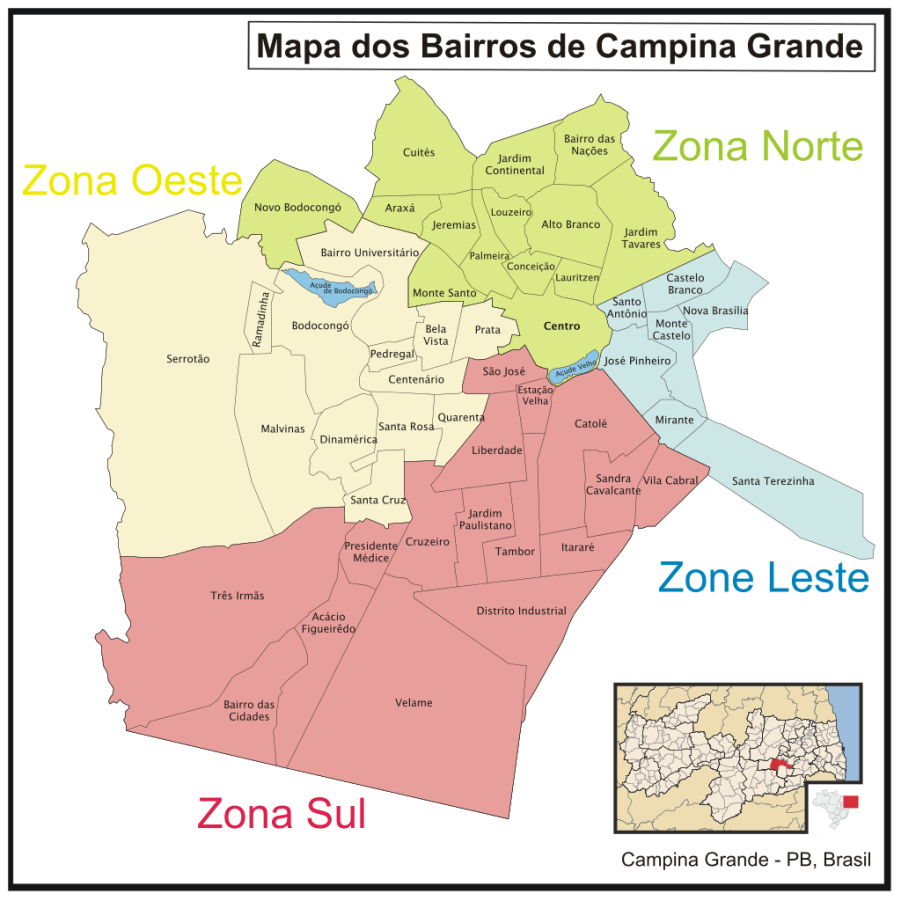 Mapa dos Bairros de Campina Grande
Zona Norte
Zona Oeste
Cuités
Jardim
Continental
Bairro das
Nações
Novo Bodocongó
Araxá
Jeremias
Louzeiro
Alto Branco
Jardim
Tavares
Bairro Universitário
Palmeira
Conceição
Lauritzen
Monte Santo
Açude
de Bodocongó
Ramadinha
Bodocongó
Bela
Vista
Prata
Centro
Santo
Antônio
Castelo
Branco
Nova Brasília
Monte
Castelo
Serrotão
Pedregal
Centenário
São José
Açude Velho
José Pinheiro
Estação
Velha
Malvinas
Dinamérica
Santa Rosa
Quarenta
Liberdade
Catolé
Mirante
Santa Cruz
Sandra
Cavalcante
Vila Cabral
Santa Terezinha
Jardim
Paulistano
Presidente
Médice
Cruzeiro
Tambor
Itararé
Zone Leste
Três Irmãs
Acácio
Figueirêdo
Distrito Industrial
Bairro das
Cidades
Velame
Zona Sul
Campina Grande - PB, Brasil